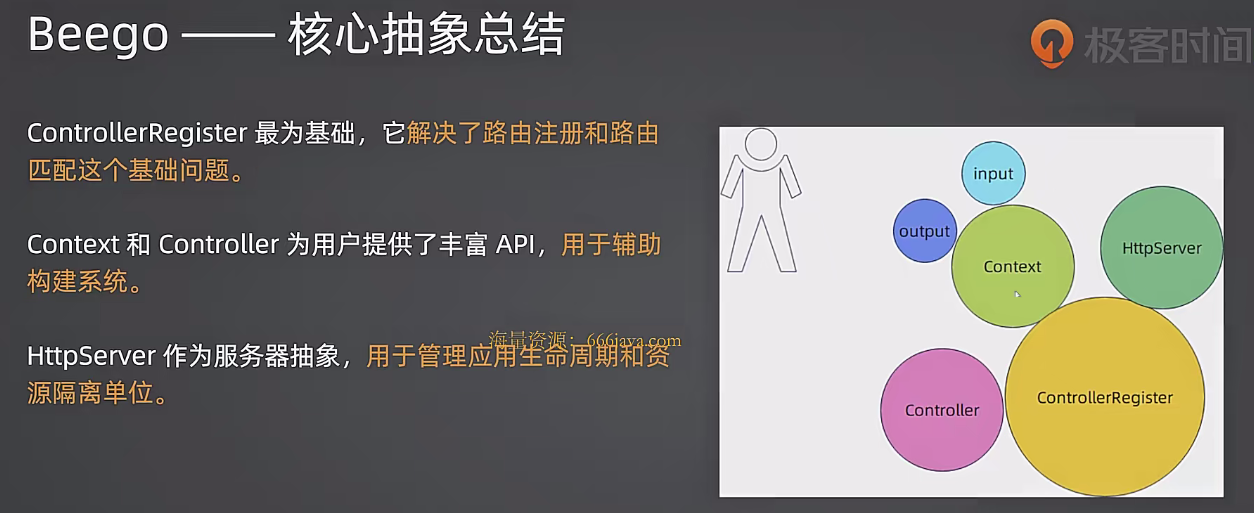 Beego —— 核心抽象总结
极客时间
ControllerRegister 最为基础，它解决了路由注册和路由
匹配这个基础问题。
Context 和 Controller 为用户提供了丰富 API，用于辅助
构建系统。
海量资源：666java.com
HttpServer 作为服务器抽象，用于管理应用生命周期和资
源隔离单位。
input
output
Context
HttpServer
Controller
ControllerRegister